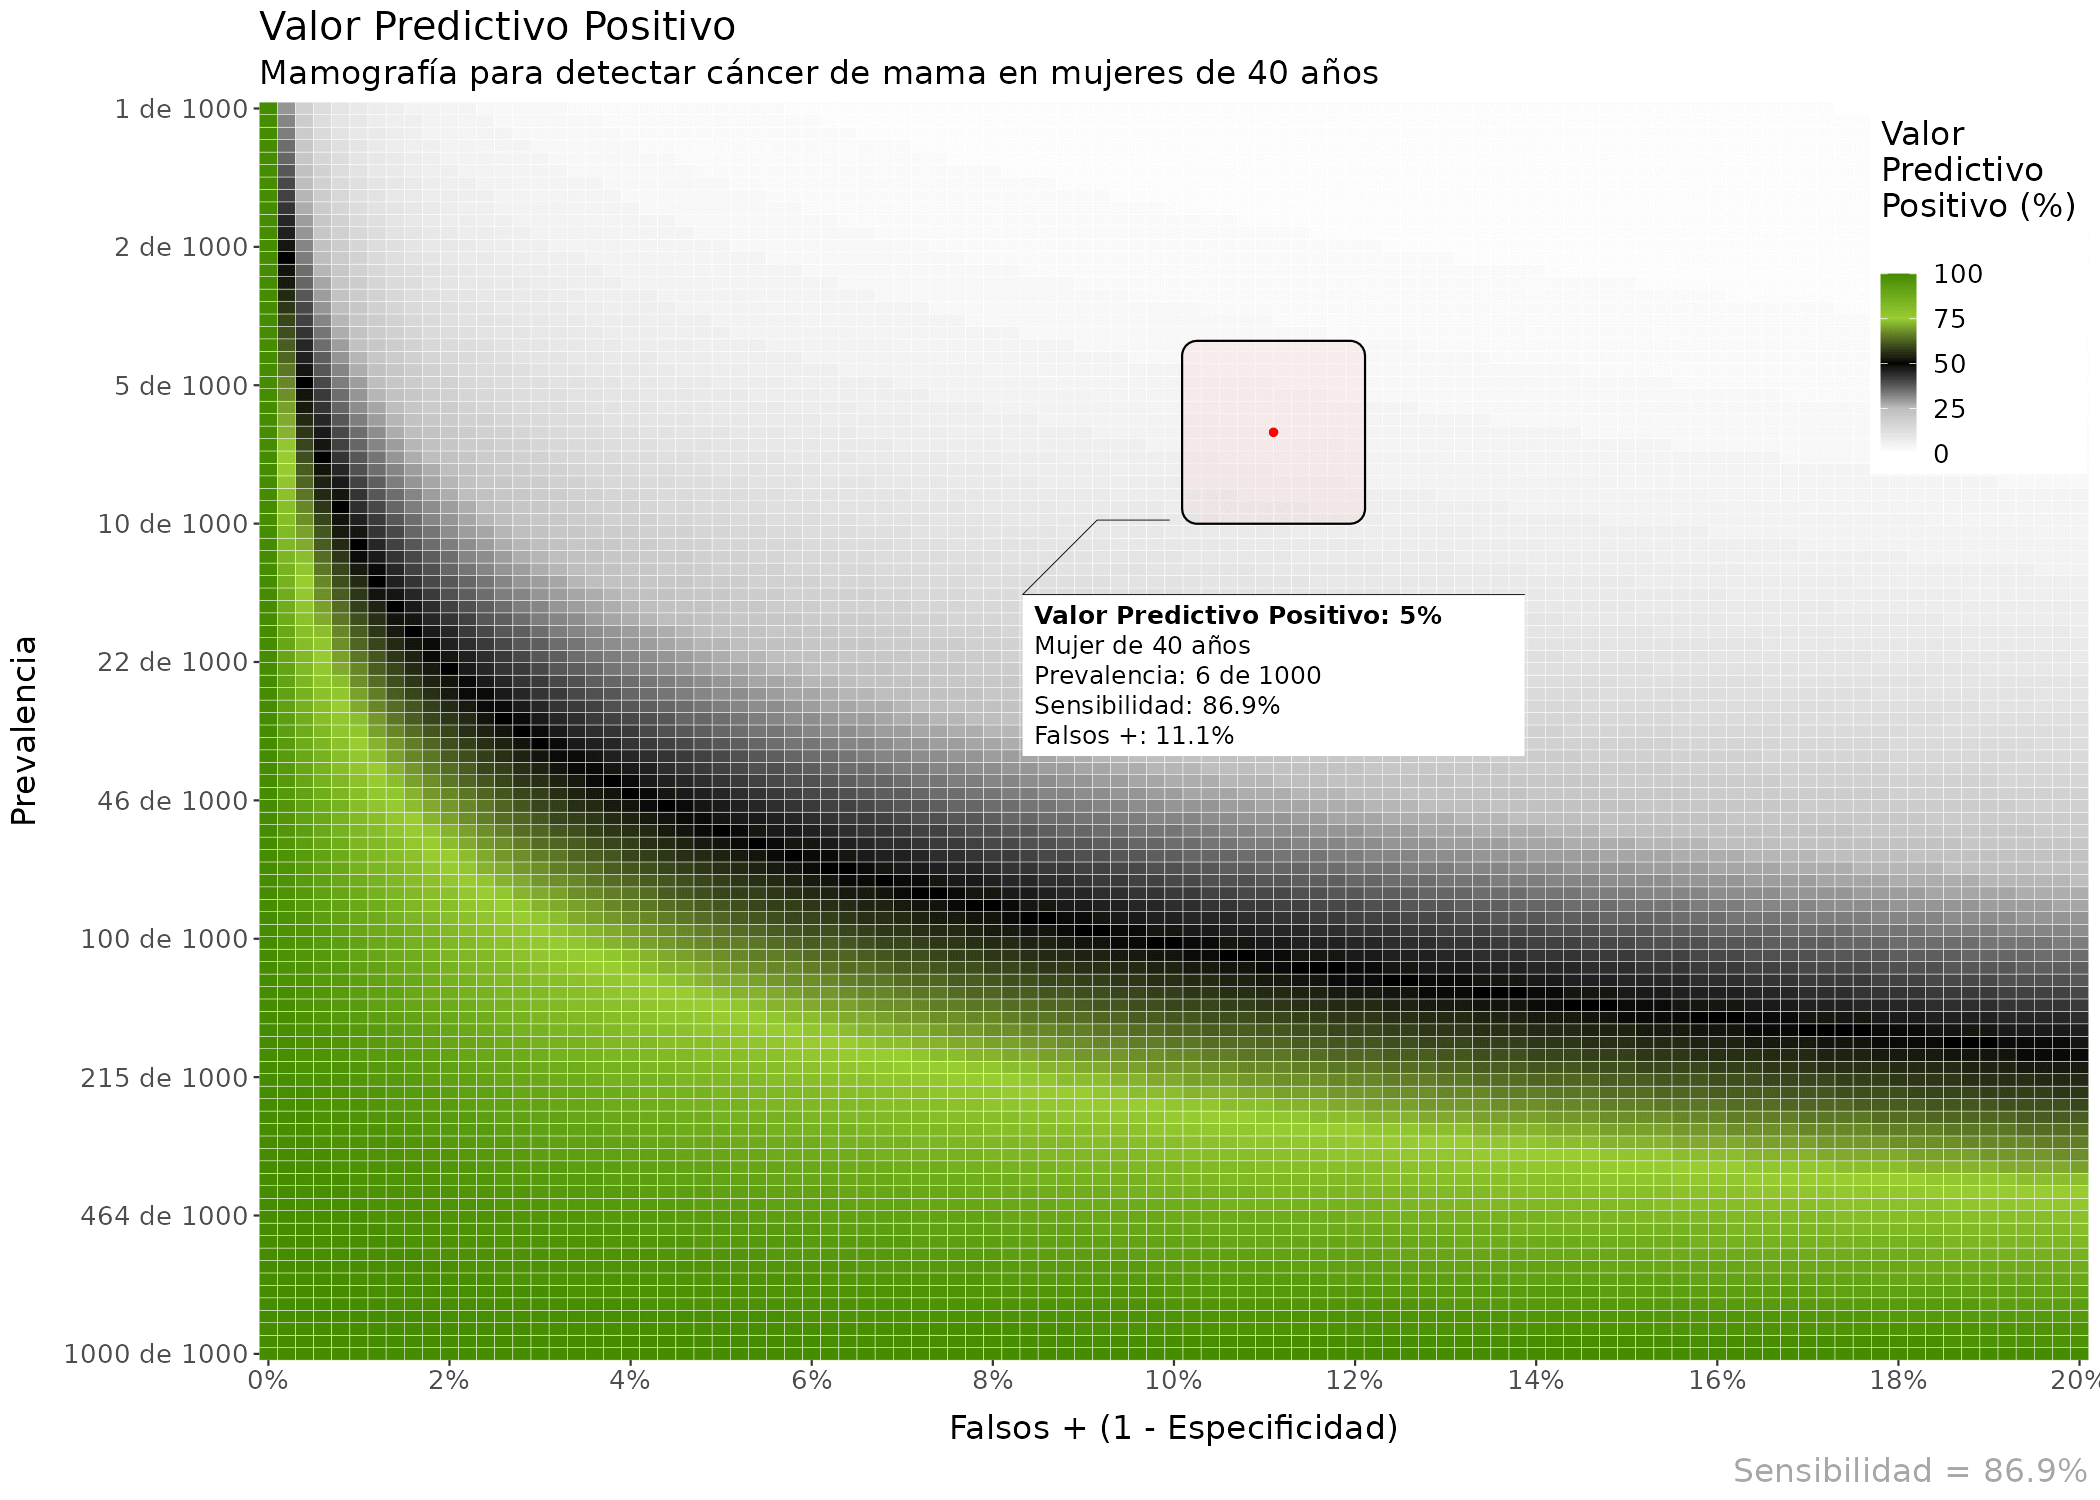 Valor Predictivo Positivo
Mamografía para detectar cáncer de mama en mujeres de 40 años
Prevalencia
1 de 1000
2 de 1000
5 de 1000
10 de 1000
22 de 1000
46 de 1000
100 de 1000
215 de 1000
464 de 1000
1000 de 1000
Valor
Predictivo
Positivo (%)
100
75
50
25
0
Valor Predictivo Positivo: 5%
Mujer de 40 años
Prevalencia: 6 de 1000
Sensibilidad: 86.9%
Falsos +: 11.1%
0% 2% 4% 6% 8% 10% 12% 14% 16% 18% 20%
Falsos + (1 - Especificidad)
Sensibilidad = 86.9%